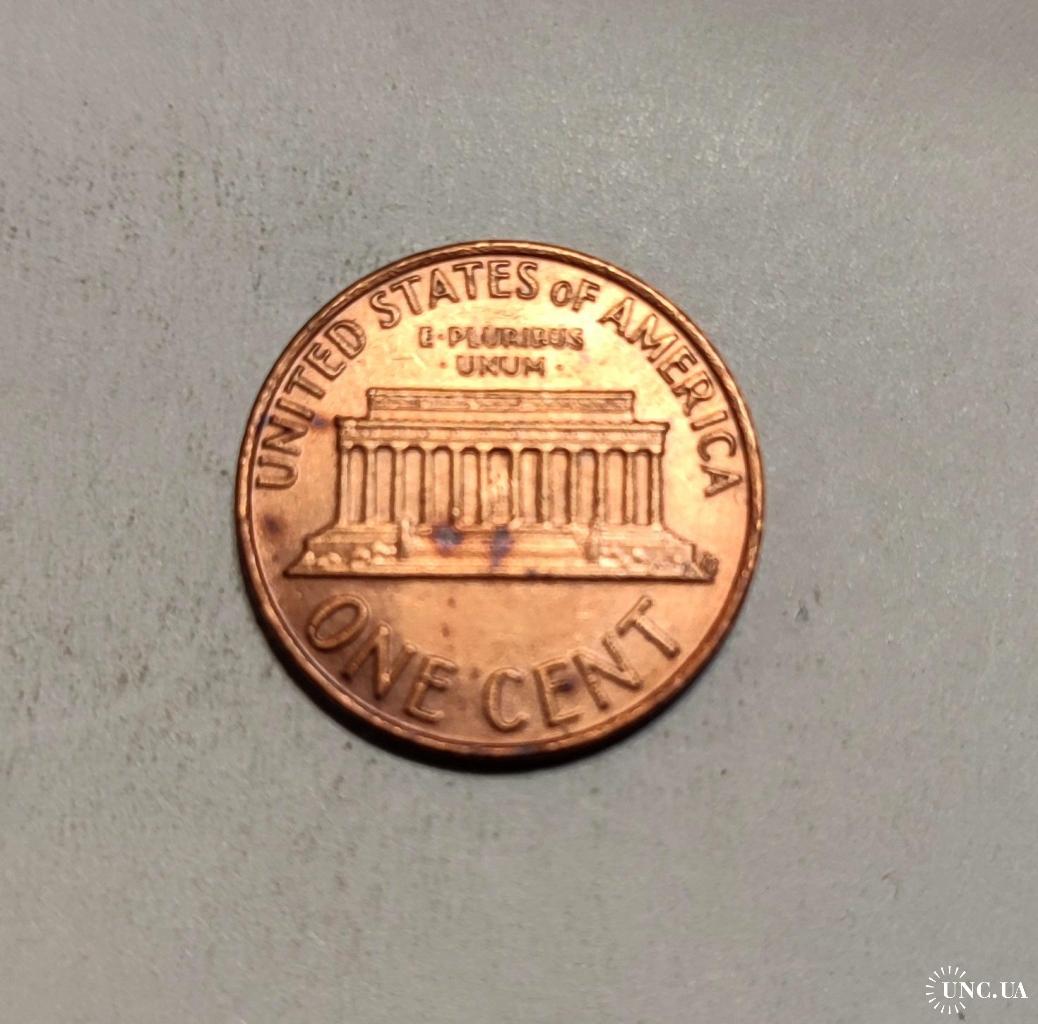 UNITED STATES OF AMERICA
E·PLURIBUS
·UNUM·
ONE CENT
UNC.UA